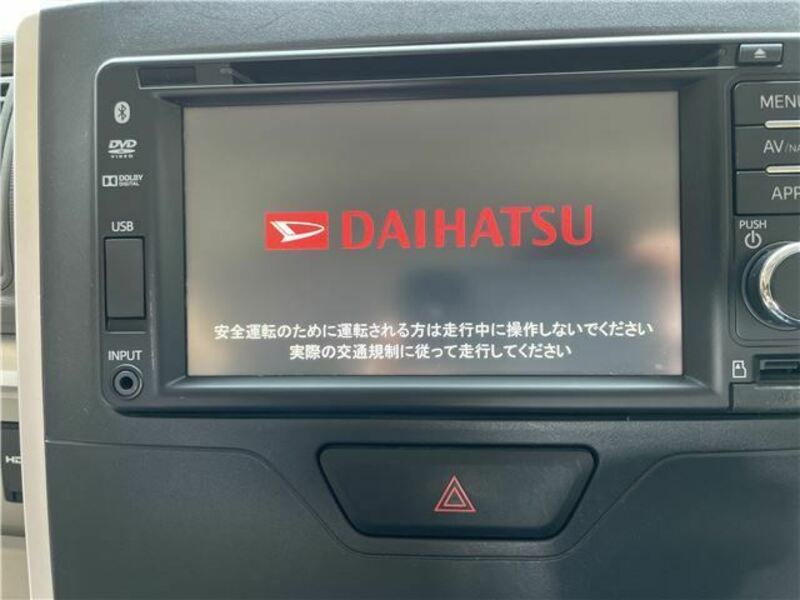 DVD
VIDEO
DOLBY
DIGITAL
USB
INPUT
DAIHATSU
安全運転のために運転される方は走行中に操作しないでください
実際の交通規制に従って走行してください
MENU
AV/NA
APP
PUSH
HD